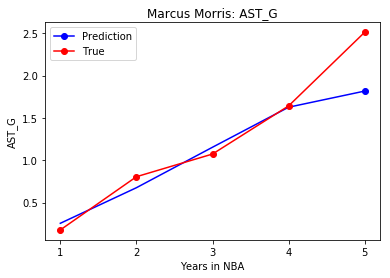 Marcus Morris: AST_G
Prediction
True
2.5
2.0
1.5
1.0
0.5
AST_G
1 2 3 4 5
Years in NBA